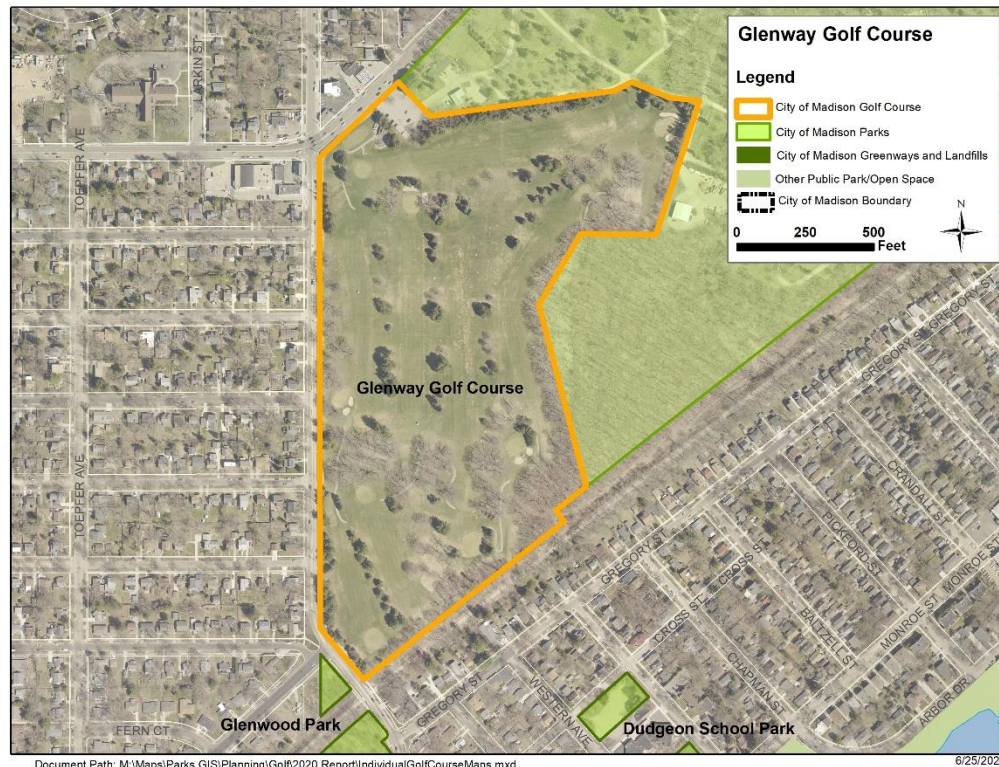 Glenway Golf Course
Legend
City of Madison Golf Course
City of Madison Parks
City of Madison Greenways and Landfills
Other Public Park/Open Space
City of Madison Boundary
N
0 250 500
Feet
LARKIN ST
TOEPFER AVE
GREGORY ST
GREGORY ST
Glenway Golf Course
TOEPFER AVE
CRANDALL ST
PICKFORD ST
MONROE ST
GREGORY ST
CROSS ST
CROSS ST
BALTZELL ST
MONROE ST
CHAPMAN ST
GREGORY ST
WESTERN AVE
ARBOR DR
Glenwood Park
Dudgeon School Park
FERN CT
Document Path: M:\Maps\Parks GIS\Planning\Golf\2020 Report\IndividualGolfCourseMaps.mxd
6/25/202